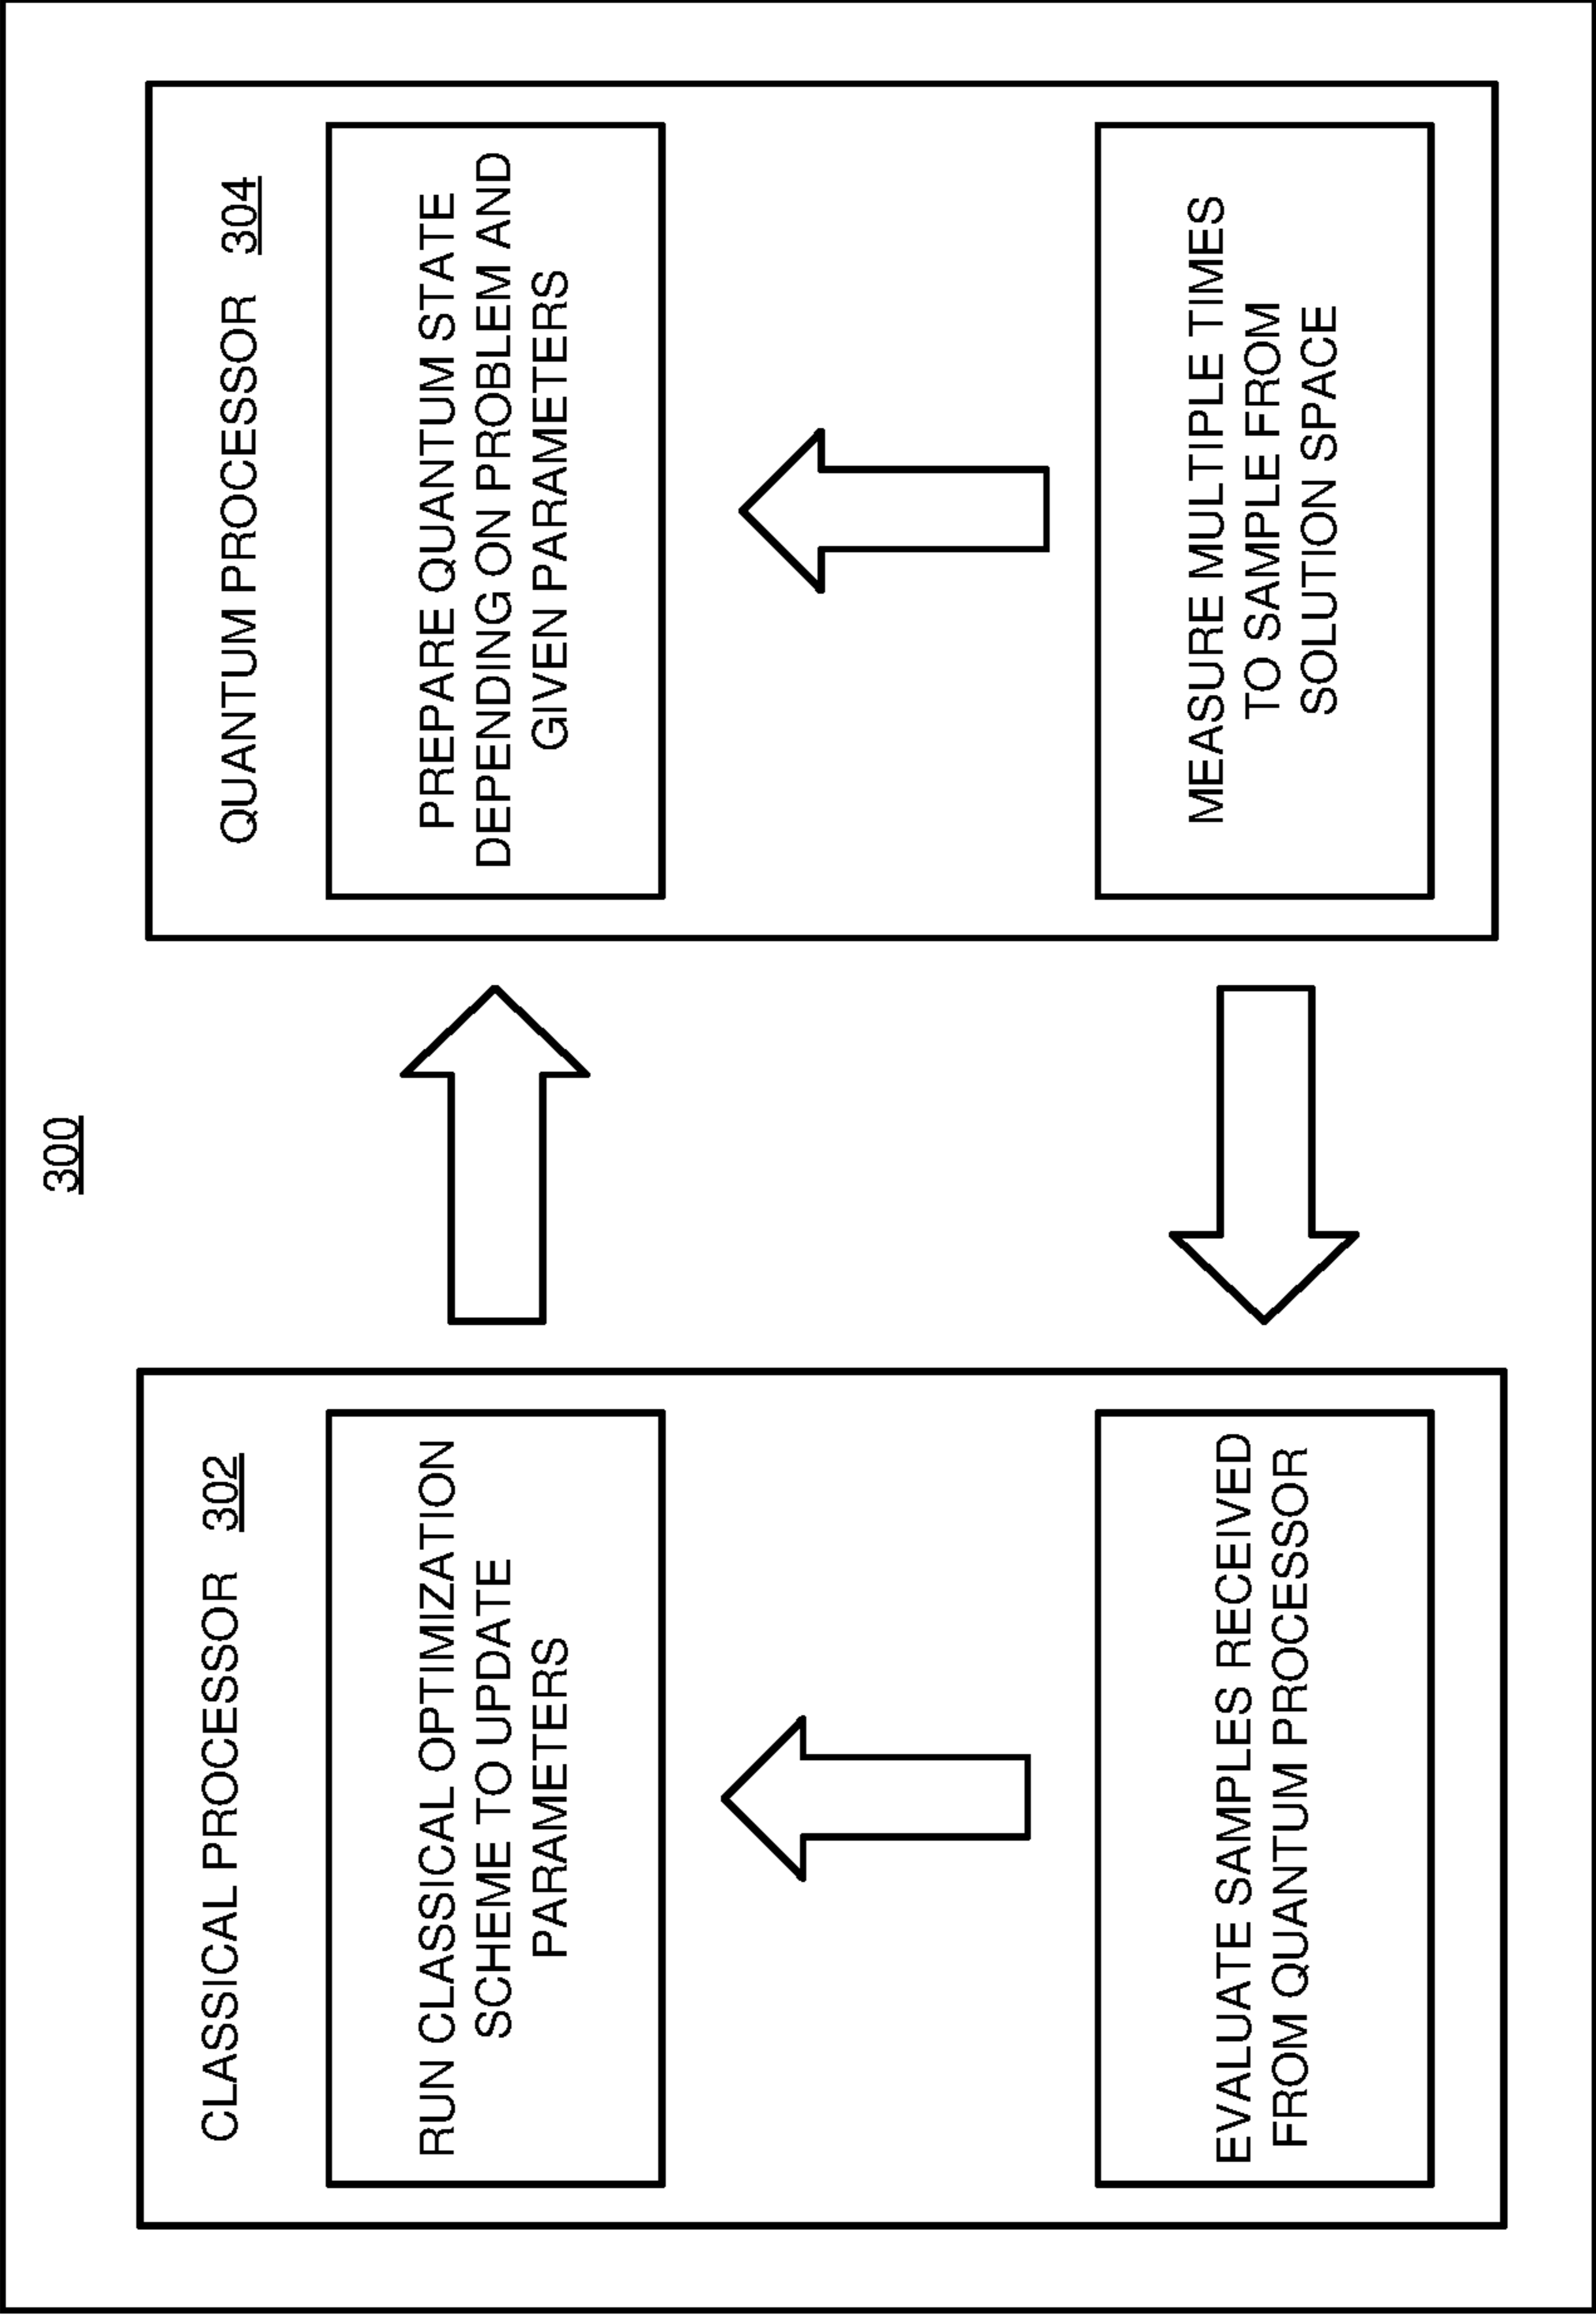 300
CLASSICAL PROCESSOR 302
RUN CLASSICAL OPTIMIZATION
SCHEME TO UPDATE
PARAMETERS
EVALUATE SAMPLES RECEIVED
FROM QUANTUM PROCESSOR
QUANTUM PROCESSOR 304
PREPARE QUANTUM STATE
DEPENDING ON PROBLEM AND
GIVEN PARAMETERS
MEASURE MULTIPLE TIMES
TO SAMPLE FROM
SOLUTION SPACE